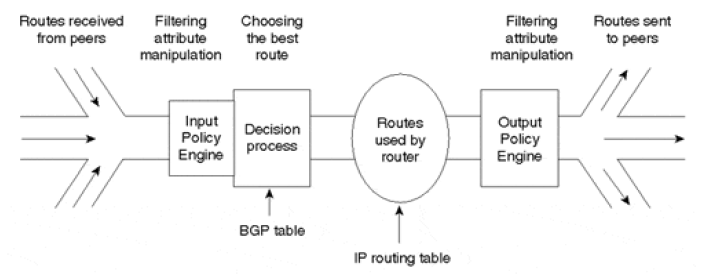 Routes received
from peers
Filtering
attribute
manipulation
Choosing
the best
route
Filtering
attribute
manipulation
Routes sent
to peers
Input
Policy
Engine
Decision
process
Routes
used by
router
Output
Policy
Engine
BGP table
IP routing table